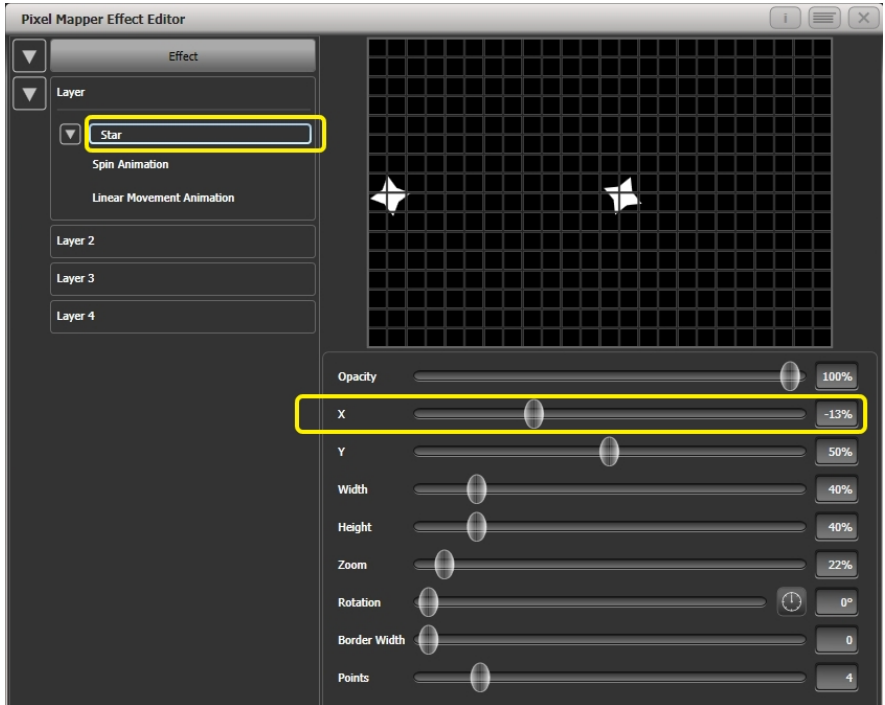 Pixel Mapper Effect Editor
i
Effect
Layer
Star
Spin Animation
Linear Movement Animation
Layer 2
Layer 3
Layer 4
Opacity 100%
X -13%
Y 50%
Width 40%
Height 40%
Zoom 22%
Rotation 0°
Border Width 0
Points 4